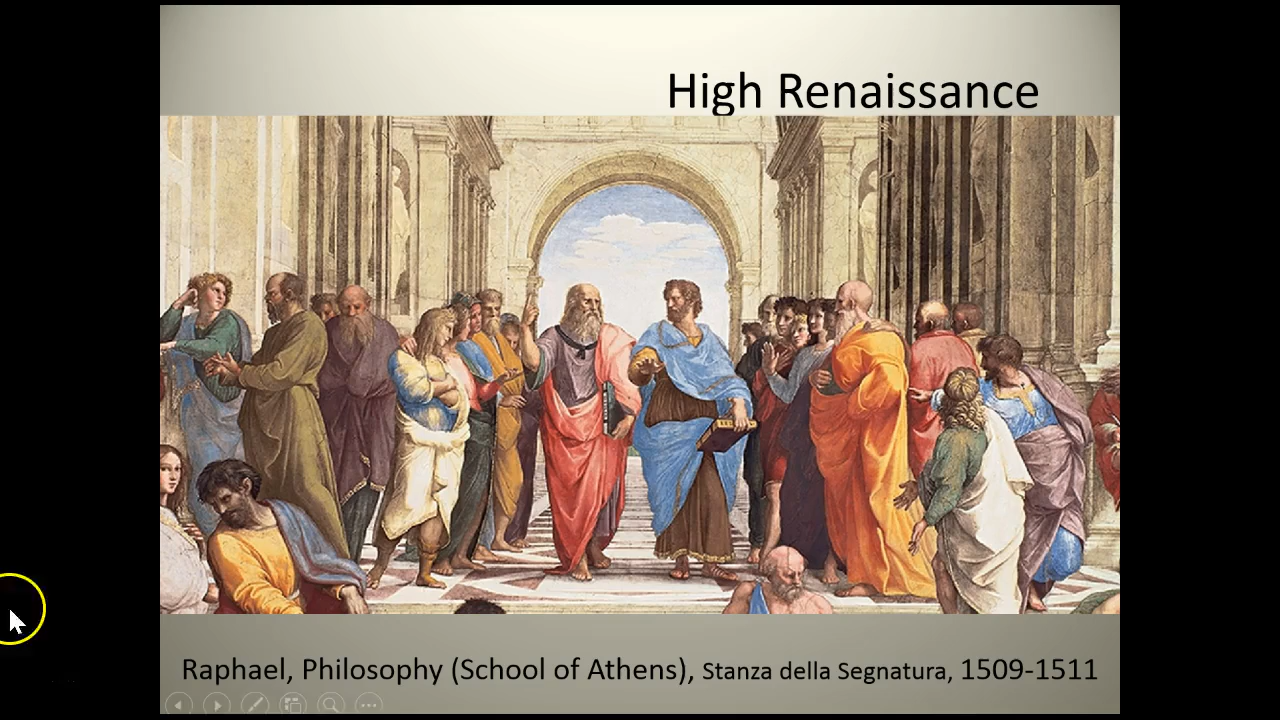 High Renaissance
Raphael, Philosophy (School of Athens), Stanza della Segnatura, 1509-1511